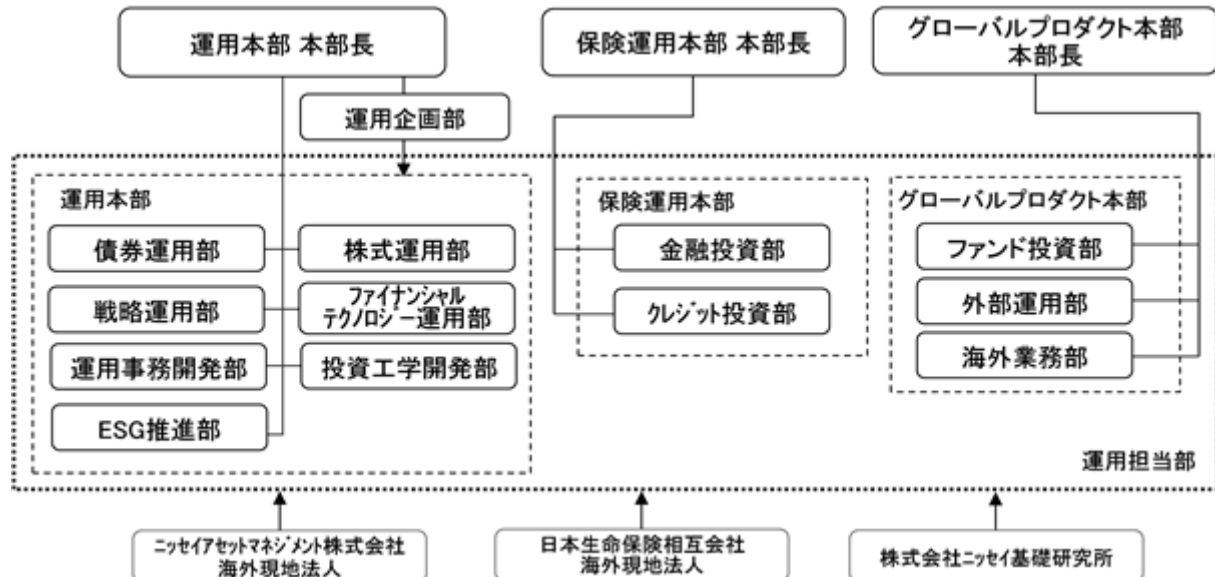 運用本部 本部長
保険運用本部 本部長
グローバルプロダクト本部
本部長
運用企画部
運用本部
債券運用部
株式運用部
戦略運用部
ファイナンシャル
テクノロジー運用部
運用事務開発部
投資工学開発部
ESG推進部
保険運用本部
金融投資部
クレジット投資部
グローバルプロダクト本部
ファンド投資部
外部運用部
海外業務部
運用担当部
ニッセイアセットマネジメント株式会社
海外現地法人
日本生命保険相互会社
海外現地法人
株式会社ニッセイ基礎研究所